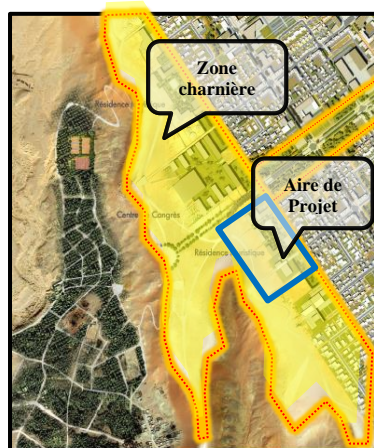 Zone
charnière
Résidence
Aire de
Projet
Centre Congrès
Résidence